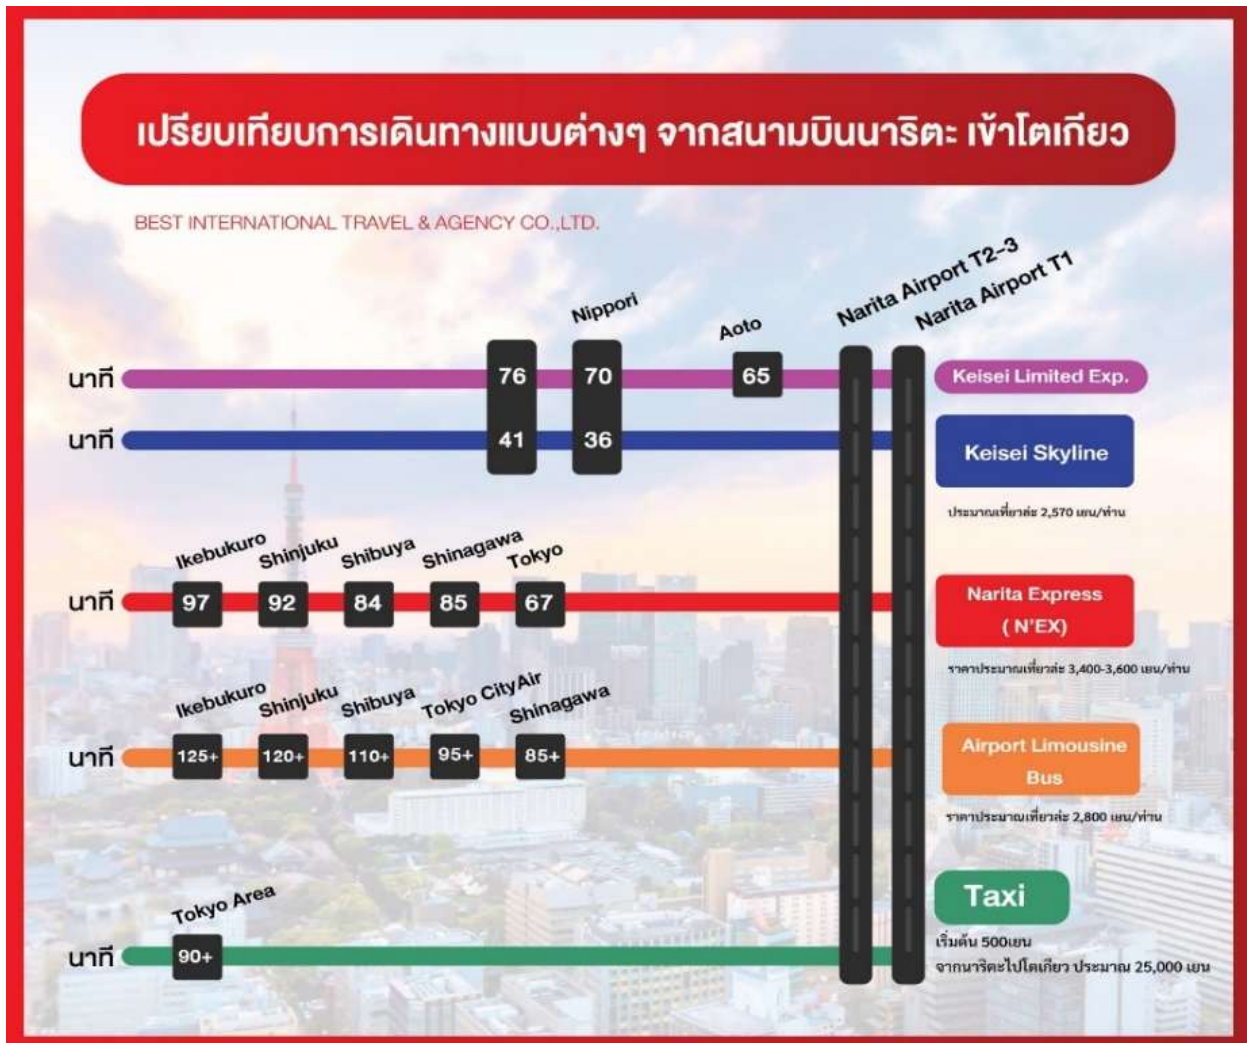 เปรียบเทียบการเดินทางแบบต่างๆ จากสนามบินนาริตะ เข้าโตเกียว
BEST INTERNATIONAL TRAVEL & AGENCY CO.,LTD.
Nippori
Aoto
Narita Airport T2-3
Narita Airport T1
นาที 76 70 65 Keisei Limited Exp.
นาที 41 36 Keisei Skyline
ประมาณเที่ยวล่ะ 2,570 เยน/ท่าน
Ikebukuro Shinjuku Shibuya Shinagawa Tokyo
นาที 97 92 84 85 67
Narita Express
( N'EX)
ราคาประมาณเที่ยวล่ะ 3,400-3,600 เยน/ท่าน
Ikebukuro Shinjuku Shibuya Tokyo CityAir Shinagawa
นาที 125+ 120+ 110+ 95+ 85+
Airport Limousine
Bus
ราคาประมาณเที่ยวล่ะ 2,800 เยน/ท่าน
Tokyo Area
นาที 90+
Taxi
เริ่มต้น 500เยน
จากนาริตะไปโตเกียว ประมาณ 25,000 เยน